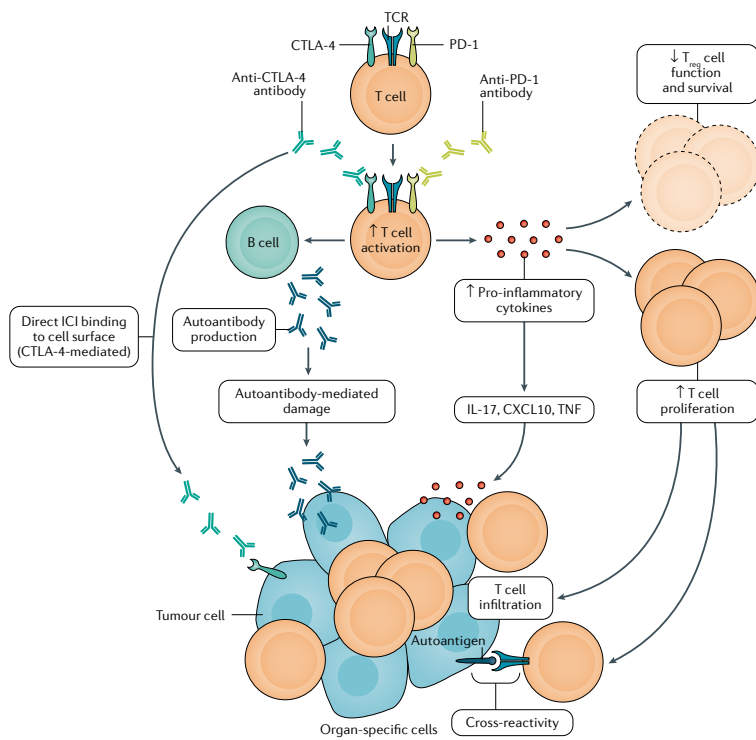 TCR
CTLA-4
PD-1
T cell
Anti-CTLA-4
antibody
Anti-PD-1
antibody
↓ Treg cell
function
and survival
B cell
↑ T cell
activation
↑ Pro-inflammatory
cytokines
Direct ICI binding
to cell surface
(CTLA-4-mediated)
Autoantibody
production
Autoantibody-mediated
damage
IL-17, CXCL10, TNF
↑ T cell
proliferation
T cell
infiltration
Tumour cell
Autoantigen
Cross-reactivity
Organ-specific cells